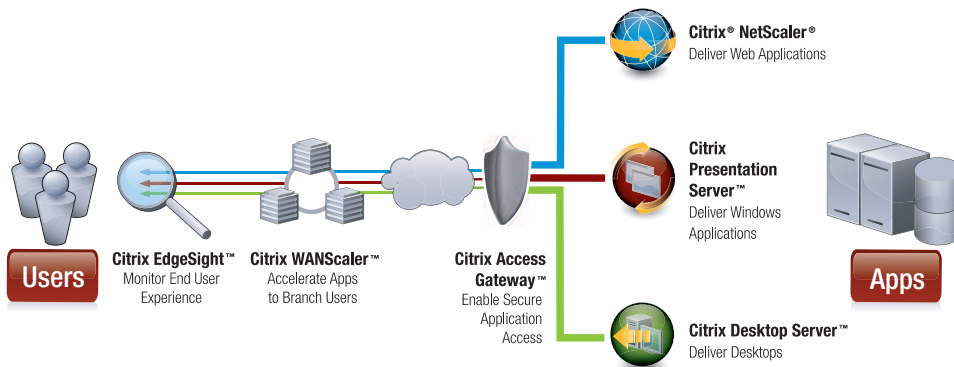 Users
Citrix EdgeSight™
Monitor End User
Experience
Citrix WANScaler™
Accelerate Apps
to Branch Users
Citrix Access
Gateway™
Enable Secure
Application
Access
Citrix® NetScaler®
Deliver Web Applications
Citrix
Presentation
Server™
Deliver Windows
Applications
Citrix Desktop Server™
Deliver Desktops
Apps